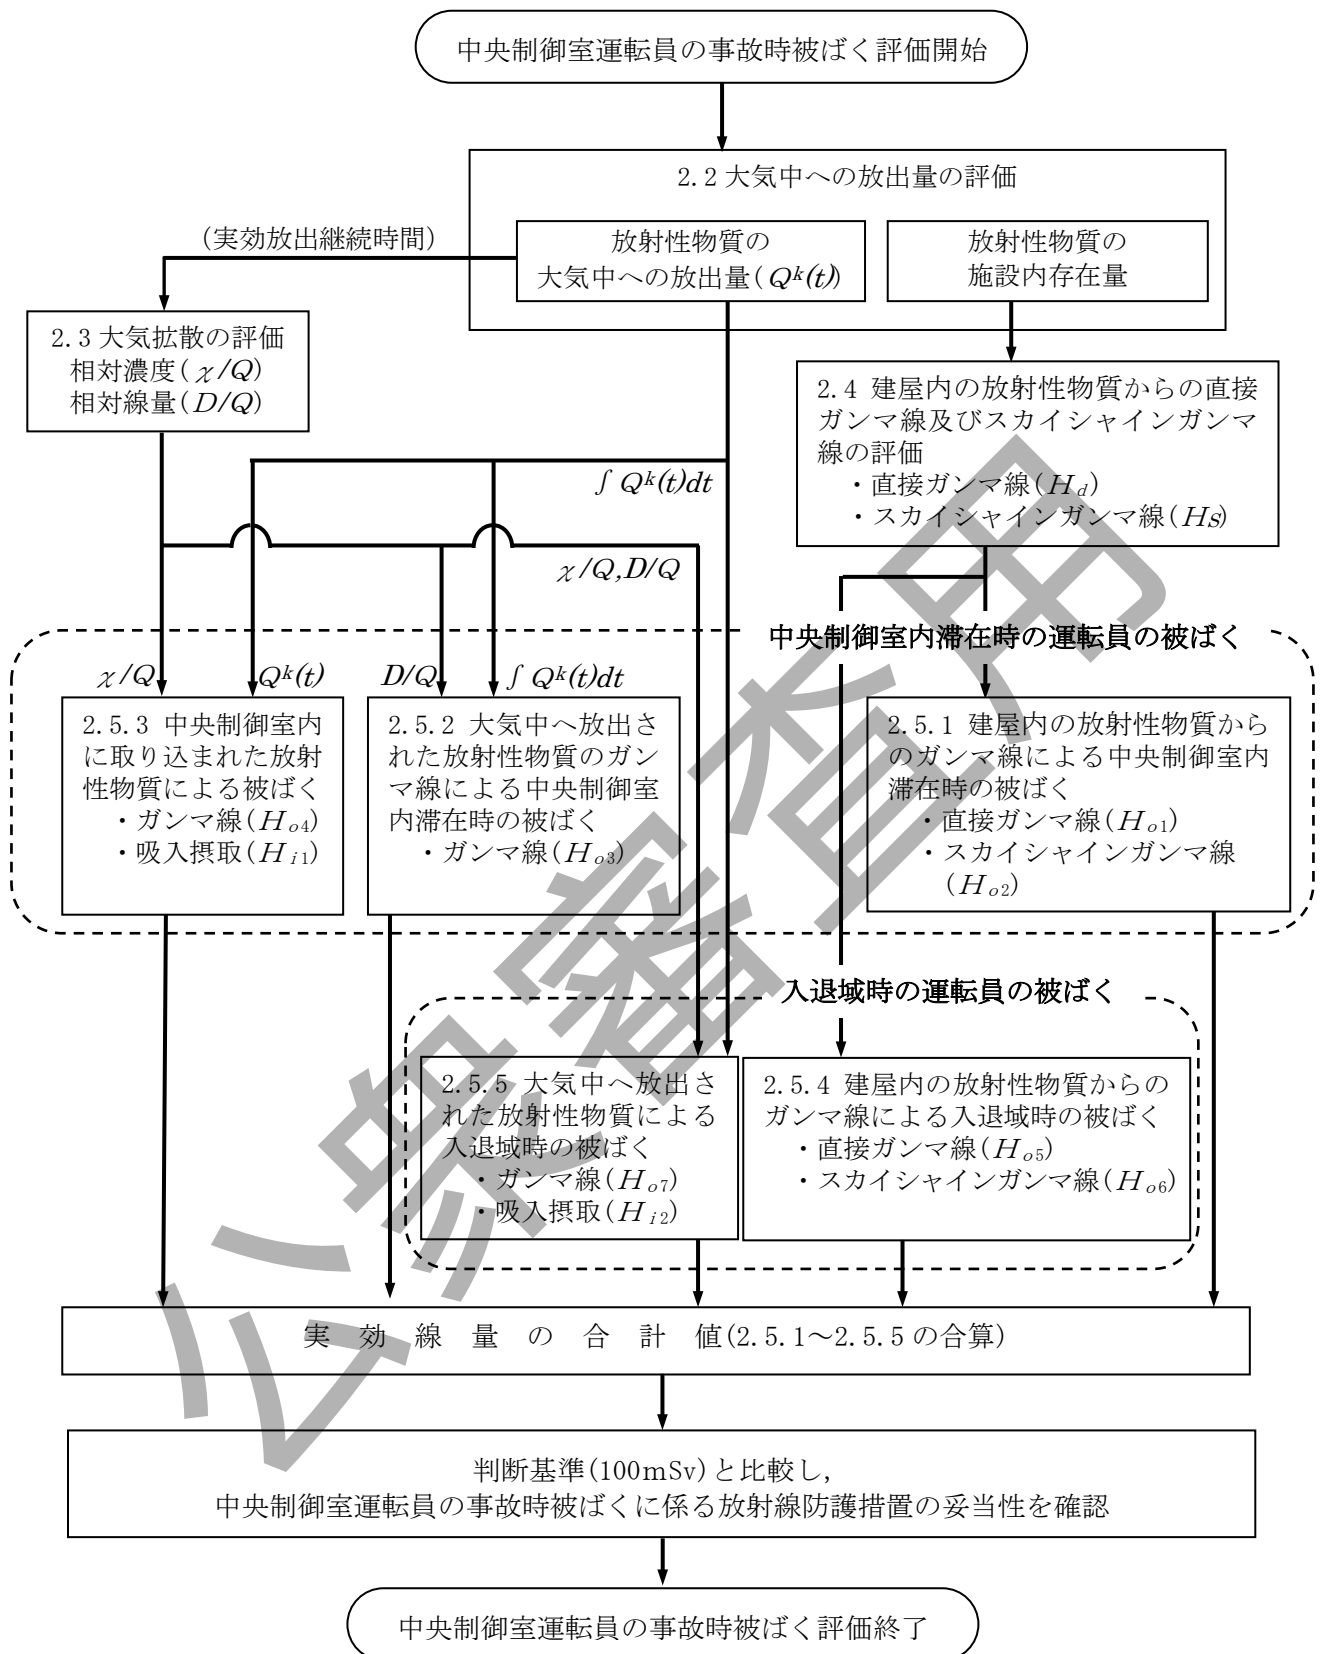 中央制御室運転員の事故時被ばく評価開始
2.2 大気中への放出量の評価
(実効放出継続時間)
放射性物質の
大気中への放出量(Qk(t))
放射性物質の
施設内存在量
2.3 大気拡散の評価
相対濃度(χ/Q)
相対線量(D/Q)
2.4 建屋内の放射性物質からの直接
ガンマ線及びスカイシャインガンマ
線の評価
・直接ガンマ線(Hd)
・スカイシャインガンマ線(Hs)
∫Qk(t)dt
χ/Q,D/Q
中央制御室内滞在時の運転員の被ばく
χ/Q
Qk(t)
D/Q
∫Qk(t)dt
2.5.3 中央制御室内
に取り込まれた放射
性物質による被ばく
・ガンマ線(Ho4)
・吸入摂取(Hi1)
2.5.2 大気中へ放出さ
れた放射性物質のガン
マ線による中央制御室
内滞在時の被ばく
・ガンマ線(Ho3)
2.5.1 建屋内の放射性物質から
のガンマ線による中央制御室内
滞在時の被ばく
・直接ガンマ線(Ho1)
・スカイシャインガンマ線
(Ho2)
入退域時の運転員の被ばく
2.5.5 大気中へ放出さ
れた放射性物質による
入退域時の被ばく
・ガンマ線(Ho7)
・吸入摂取(Hi2)
2.5.4 建屋内の放射性物質からの
ガンマ線による入退域時の被ばく
・直接ガンマ線(Ho5)
・スカイシャインガンマ線(Ho6)
実 効 線 量 の 合 計 値(2.5.1～2.5.5 の合算)
判断基準(100mSv)と比較し,
中央制御室運転員の事故時被ばくに係る放射線防護措置の妥当性を確認
中央制御室運転員の事故時被ばく評価終了
公衆審査用